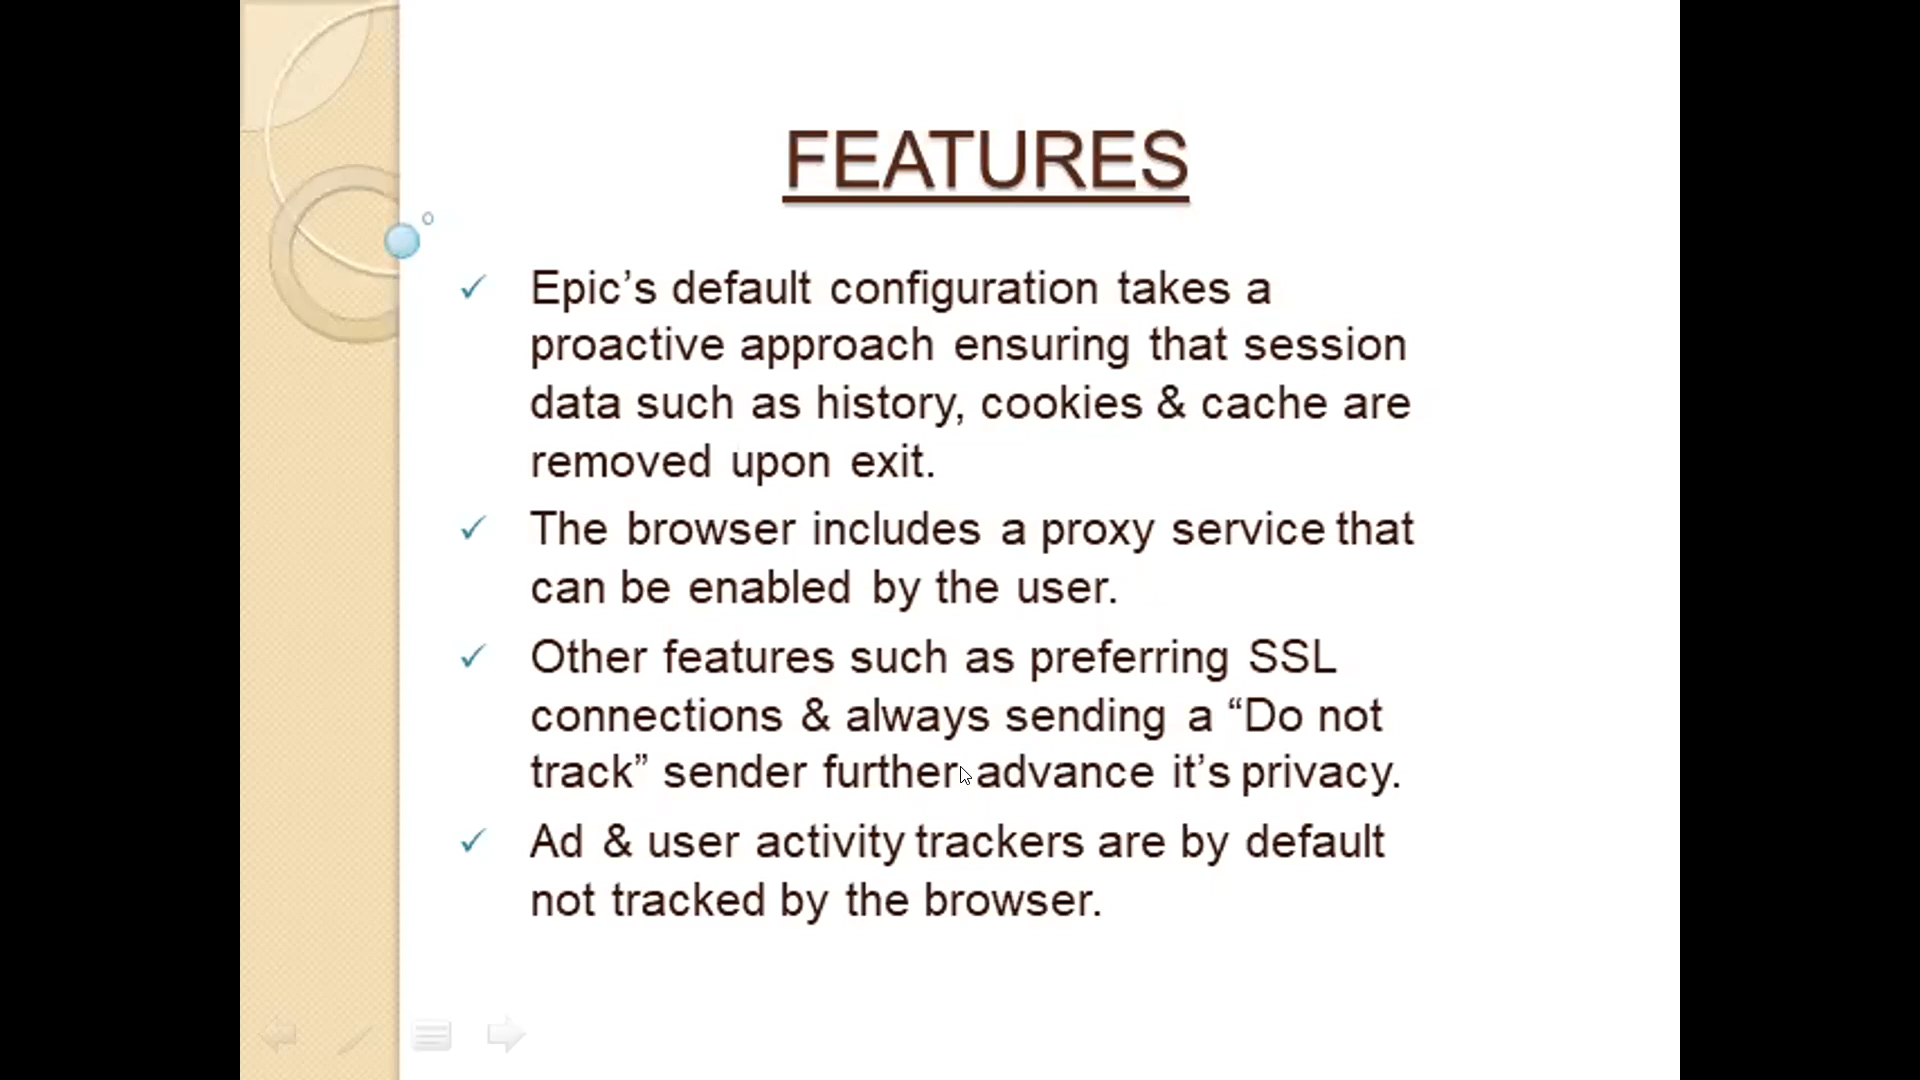 FEATURES
✓ Epic’s default configuration takes a
proactive approach ensuring that session
data such as history, cookies & cache are
removed upon exit.
✓ The browser includes a proxy service that
can be enabled by the user.
✓ Other features such as preferring SSL
connections & always sending a “Do not
track” sender further advance it’s privacy.
✓ Ad & user activity trackers are by default
not tracked by the browser.